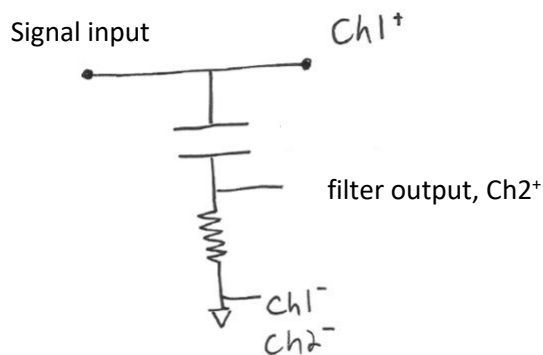 Signal input
Ch1+
filter output, Ch2+
Ch1-
Ch2-